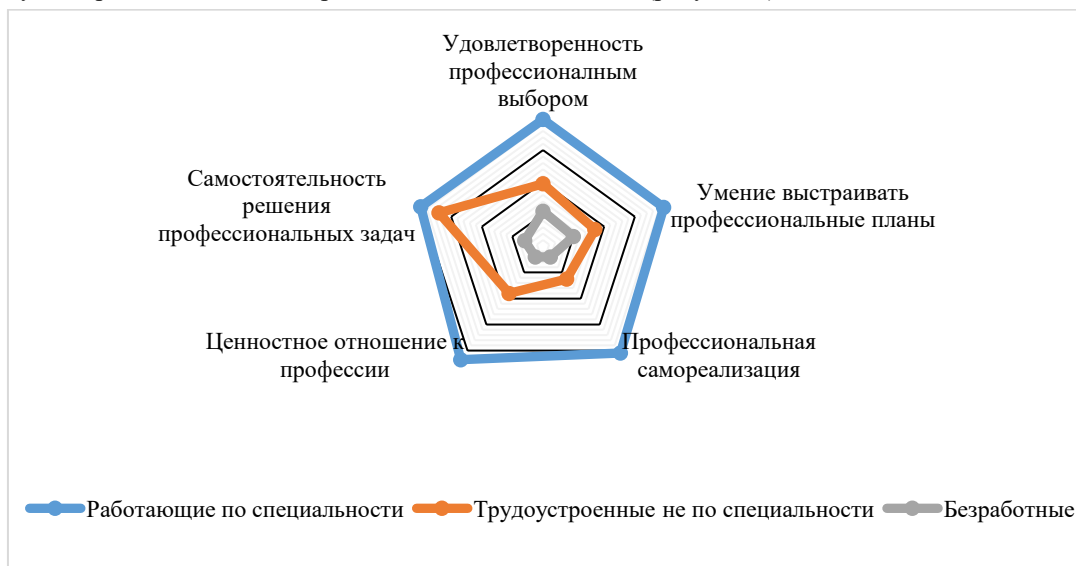 Удовлетворенность
профессионалным
выбором
Умение выстраивать
профессиональные планы
Профессиональная
самореализация
Ценностное отношение к
профессии
Самостоятельность
решения
профессиональных задач
Работающие по специальности Трудоустроенные не по специальности Безработные